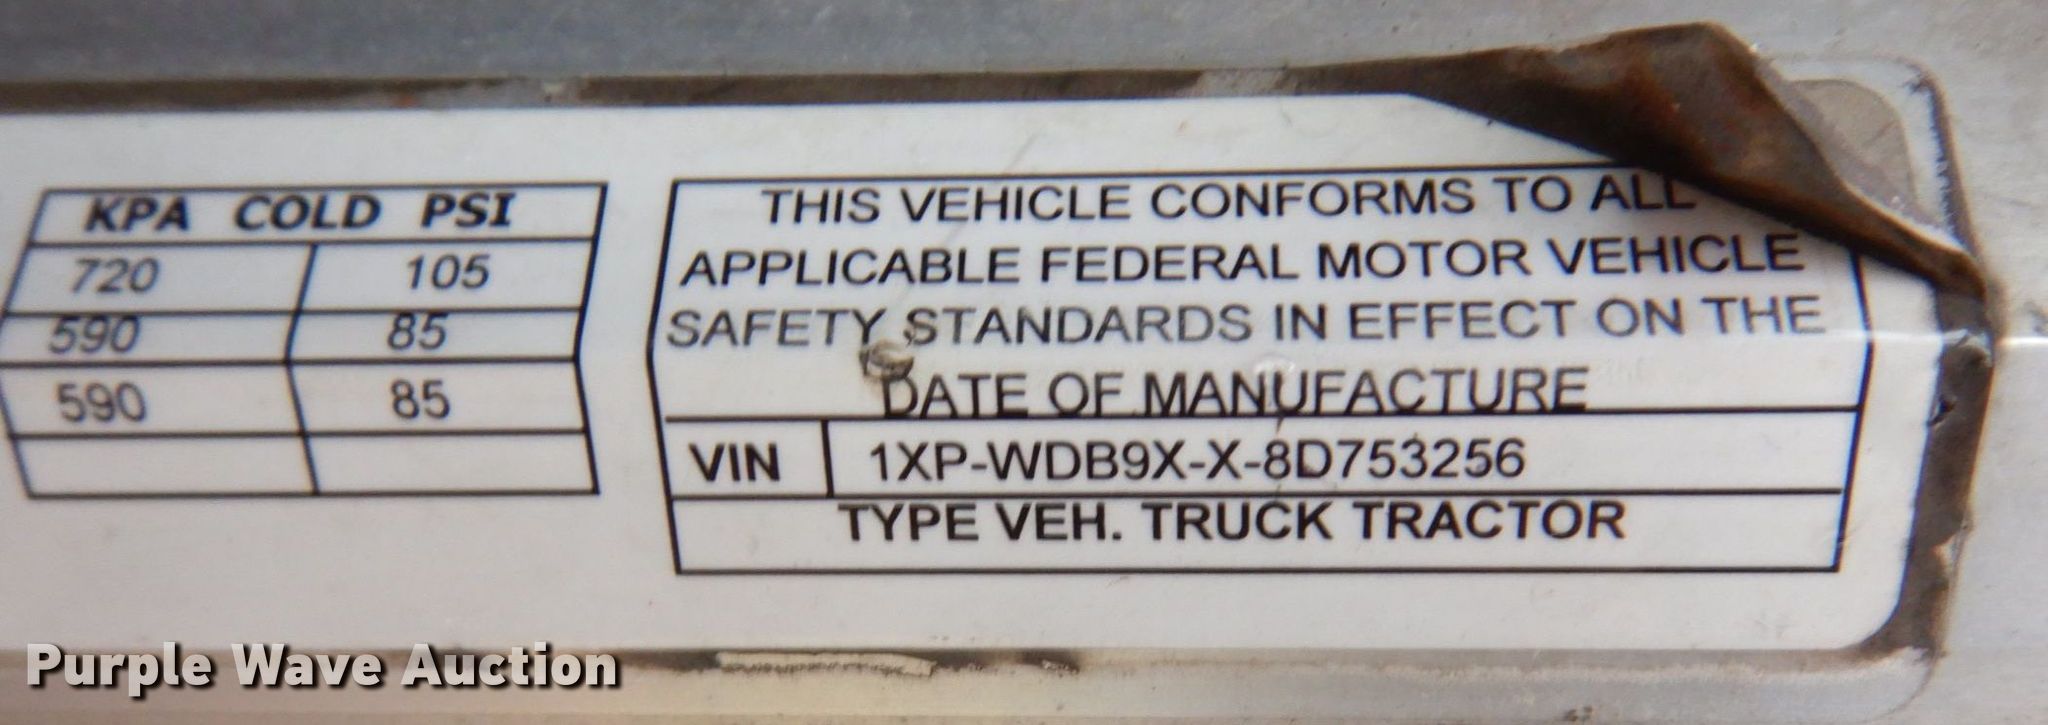 KPA COLD PSI
720 105
590 85
590 85
THIS VEHICLE CONFORMS TO ALL
APPLICABLE FEDERAL MOTOR VEHICLE
SAFETY STANDARDS IN EFFECT ON THE
DATE OF MANUFACTURE
VIN 1XP-WDB9X-X-8D753256
TYPE VEH. TRUCK TRACTOR
Purple Wave Auction